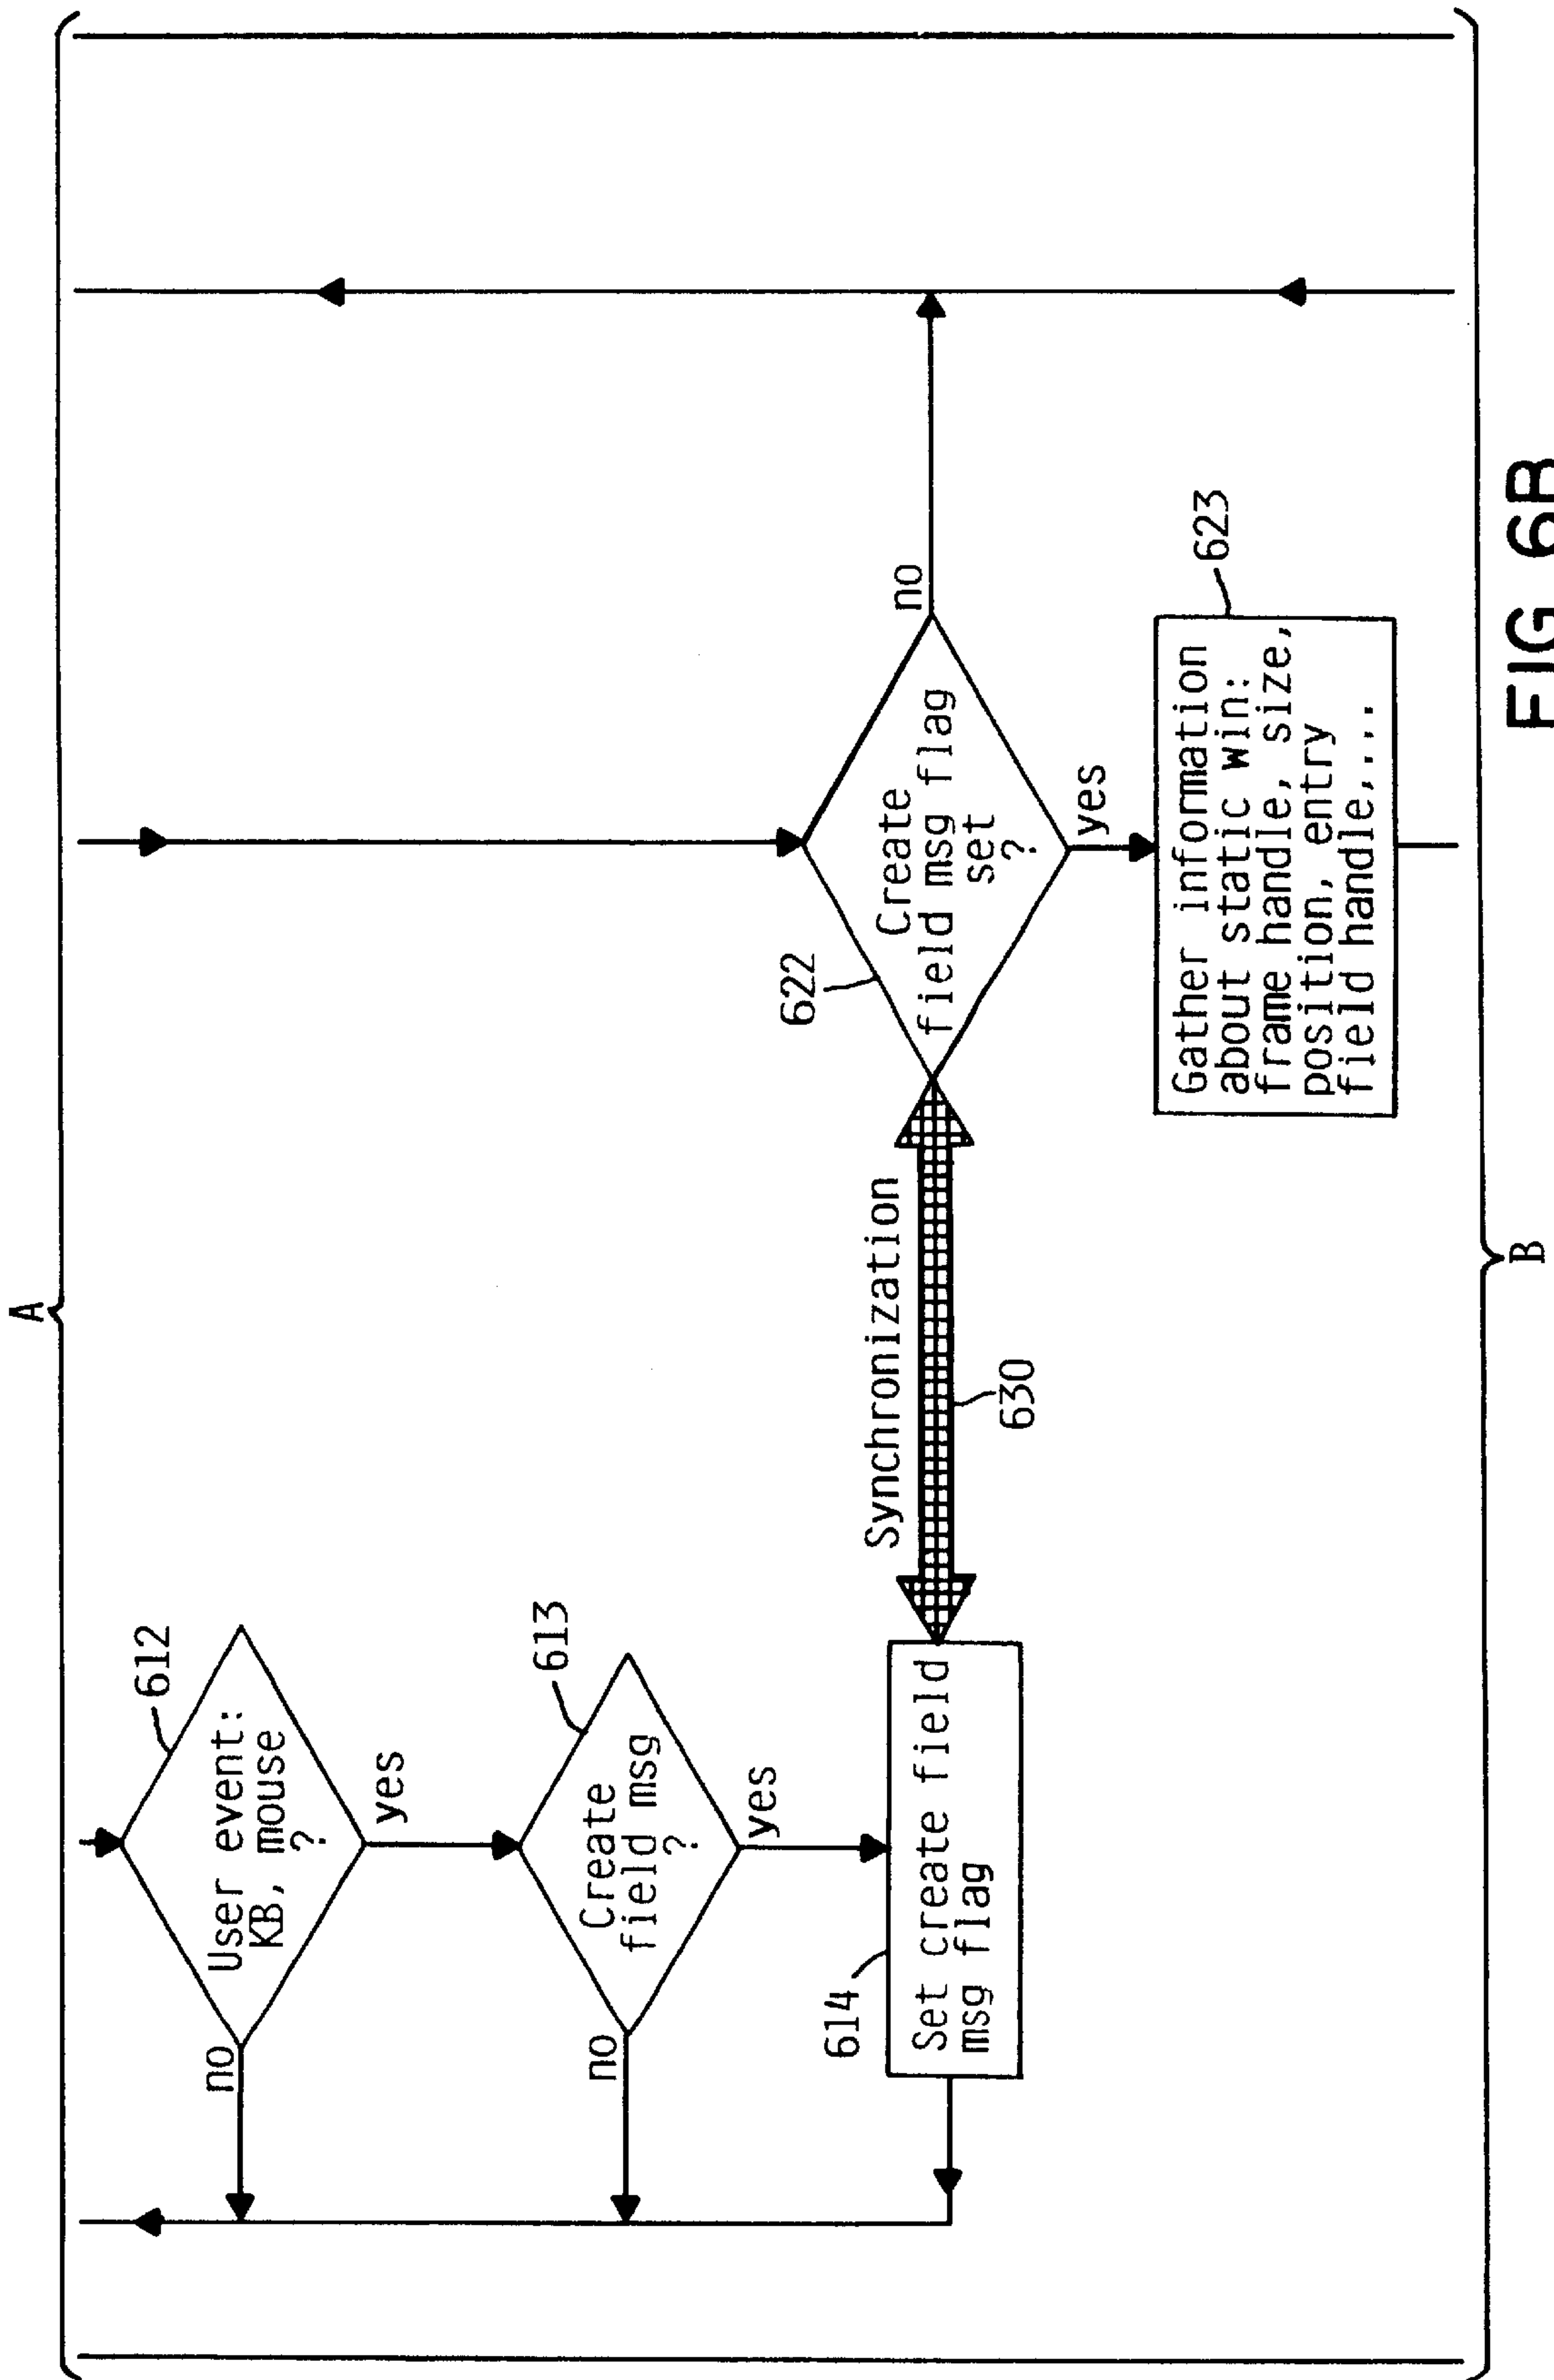 A
612
User event:
KB, mouse
?
no
yes
613
Create
field msg
?
no
yes
614
Set create field
msg flag
Synchronization
630
622
Create
field msg flag
set
?
no
yes
623
Gather information
about static win:
frame handle, size,
position, entry
field handle,...
B
FIG. 6B